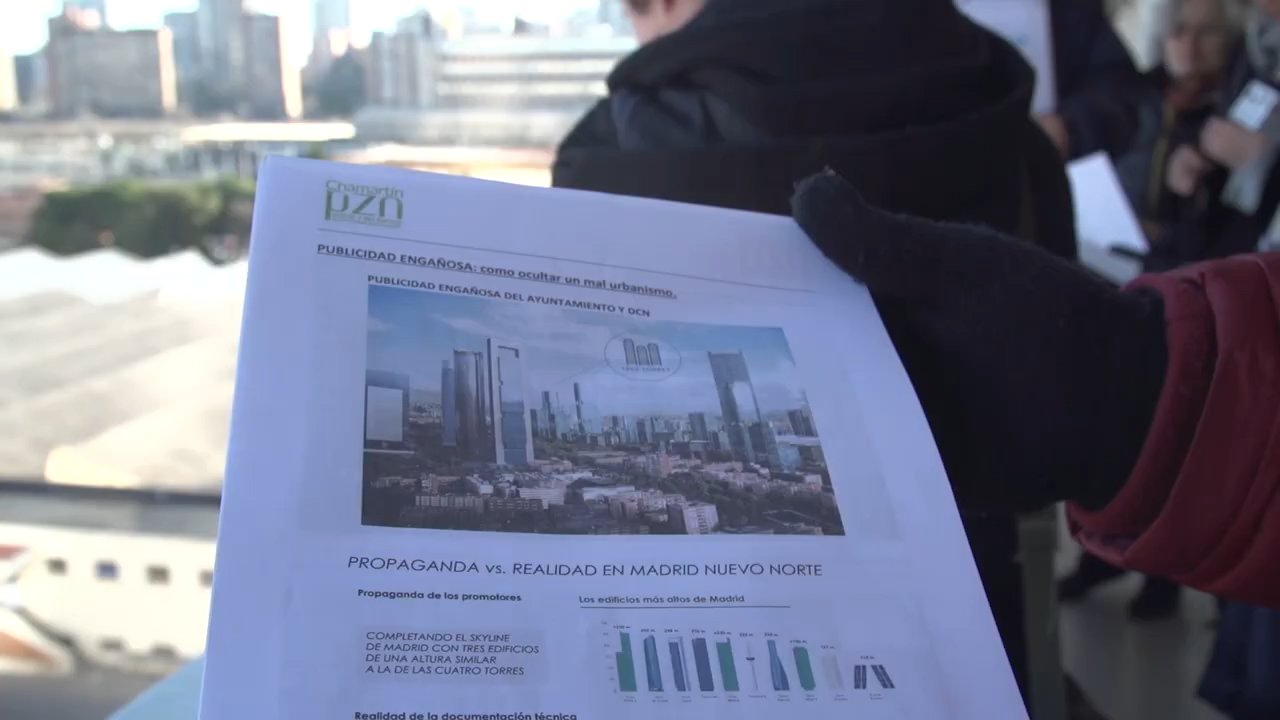 Chamartín
pzn
PUBLICIDAD ENGAÑOSA: como ocultar un mal urbanismo.
PUBLICIDAD ENGAÑOSA DEL AYUNTAMIENTO Y DCN
TRES TORRES
PROPAGANDA vs. REALIDAD EN MADRID NUEVO NORTE
Propaganda de los promotores
Los edificios más altos de Madrid
COMPLETANDO EL SKYLINE
DE MADRID CON TRES EDIFICIOS
DE UNA ALTURA SIMILAR
A LA DE LAS CUATRO TORRES
Realidad de la documentación técnica